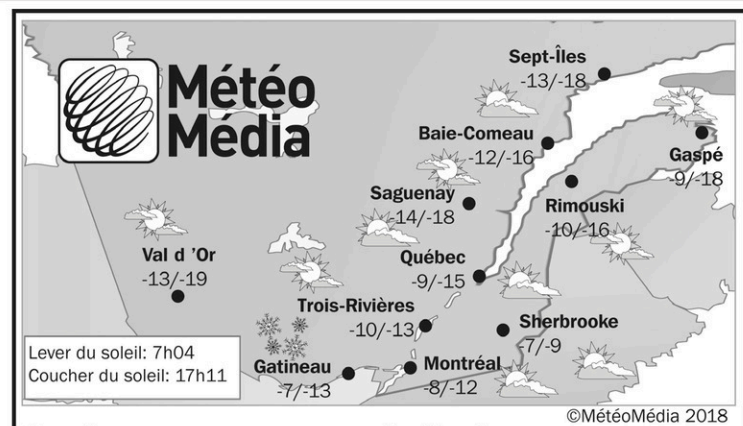 Météo
Média
Sept-Îles
-13/-18
Baie-Comeau
-12/-16
Gaspé
-9/-18
Saguenay
-14/-18
Rimouski
-10/-16
Val d 'Or
-13/-19
Québec
-9/-15
Trois-Rivières
-10/-13
Sherbrooke
-7/-9
Lever du soleil: 7h04
Coucher du soleil: 17h11
Gatineau
-7/-13
Montréal
-8/-12
©MétéoMédia 2018